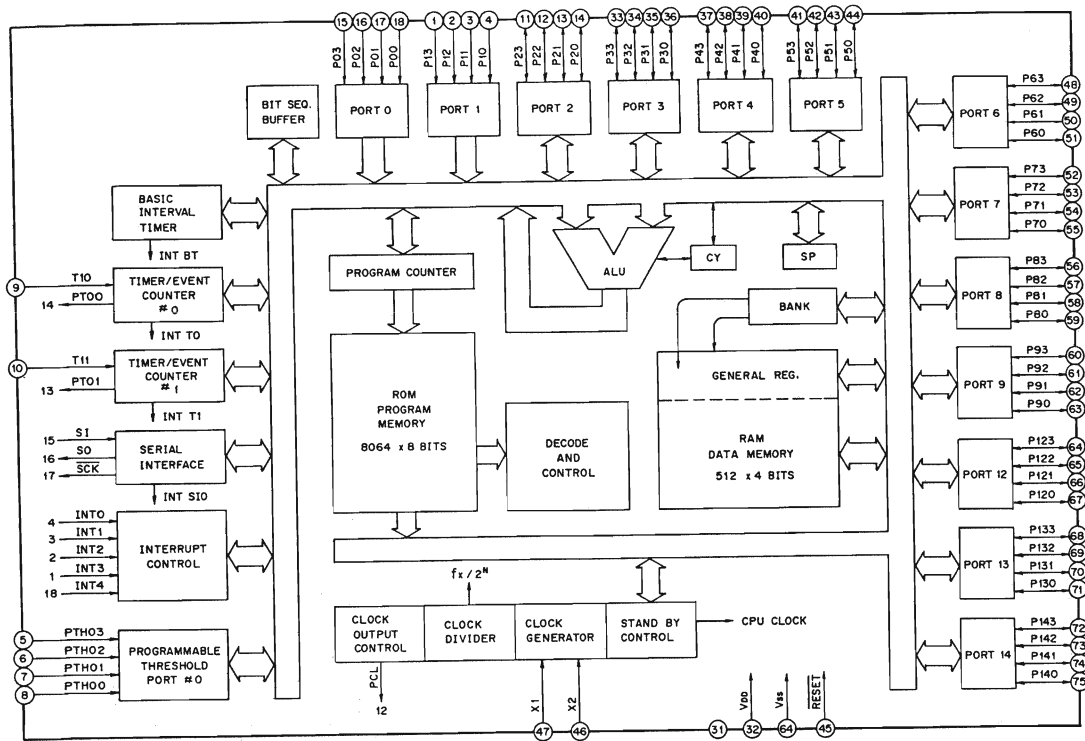 15 16 17 18 1 2 3 4 11 12 13 14 33 34 35 36 37 38 39 40 41 42 43 44
P03 P02 P01 P00 P13 P12 P11 P10 P23 P22 P21 P20 P33 P32 P31 P30 P43 P42 P41 P40 P53 P52 P51 P50
BIT SEQ.
BUFFER
PORT 0
PORT 1
PORT 2
PORT 3
PORT 4
PORT 5
P63 48
P62 49
P61 50
P60 51
PORT 6
P73 52
P72 53
P71 54
P70 55
PORT 7
P83 56
P82 57
P81 58
P80 59
PORT 8
P93 60
P92 61
P91 62
P90 63
PORT 9
P123 64
P122 65
P121 66
P120 67
PORT 12
P133 68
P132 69
P131 70
P130 71
PORT 13
P143 72
P142 73
P141 74
P140 75
PORT 14
BASIC
INTERVAL
TIMER
INT BT
9 T10
14 PT00
TIMER/EVENT
COUNTER
#0
INT T0
10 T11
13 PT01
TIMER/EVENT
COUNTER
#1
INT T1
15 SI
16 SO
17 SCK
SERIAL
INTERFACE
INT SI0
4 INT0
3 INT1
2 INT2
1 INT3
18 INT4
INTERRUPT
CONTROL
5 PTH03
6 PTH02
7 PTH01
8 PTH00
PROGRAMMABLE
THRESHOLD
PORT #0
PROGRAM COUNTER
ALU
CY
SP
BANK
ROM
PROGRAM
MEMORY
8064 x 8 BITS
DECODE
AND
CONTROL
GENERAL REG.
RAM
DATA MEMORY
512 x 4 BITS
fx/2ᴺ
CLOCK
OUTPUT
CONTROL
CLOCK
DIVIDER
CLOCK
GENERATOR
STAND BY
CONTROL
CPU CLOCK
PCL
12
X1
X2
VDD
VSS
RESET
47 46 31 32 64 45